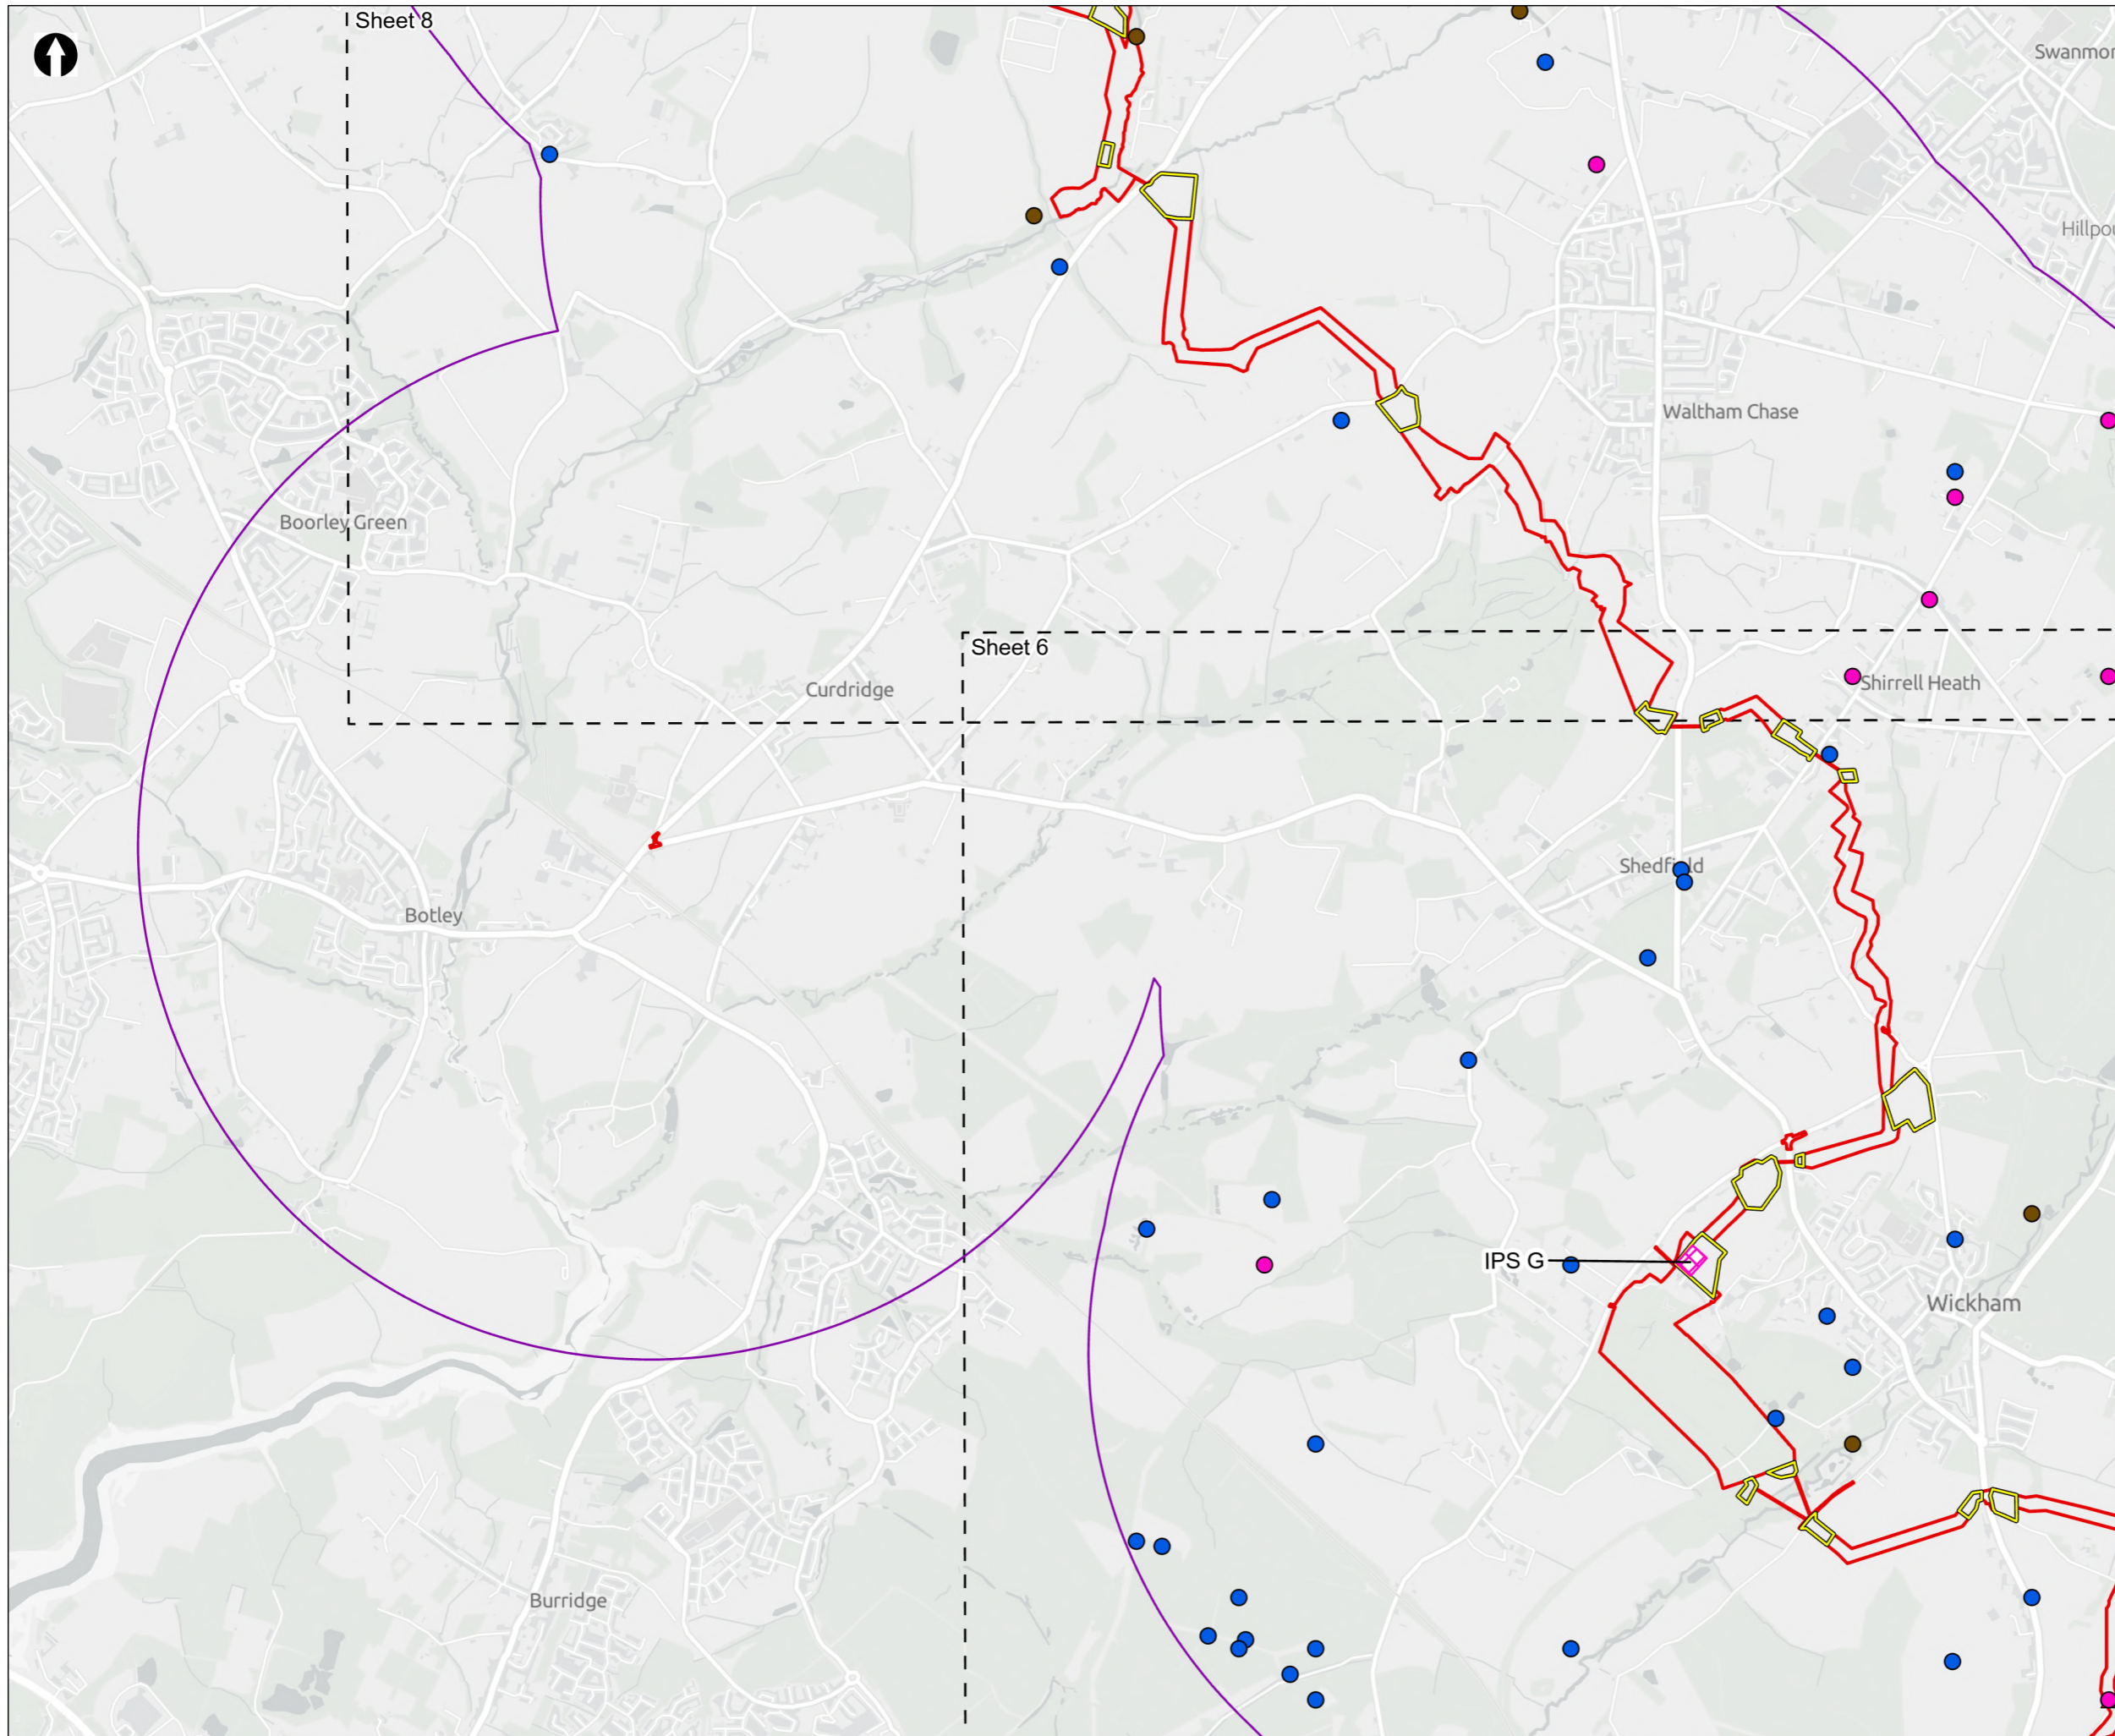 Sheet 8
Swanmor
Hillpou
Waltham Chase
Boorley Green
Sheet 6
Shirrell Heath
Curdridge
Shedfield
Botley
IPS G
Wickham
Burridge